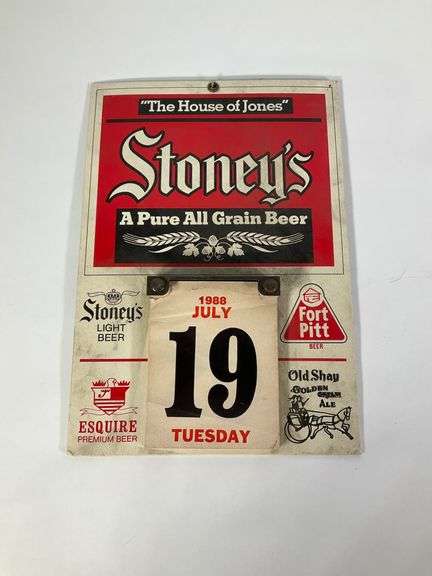 "The House of Jones"
Stoney's
A Pure All Grain Beer
Stoney's
LIGHT
BEER
1988
JULY
19
TUESDAY
Fort
Pitt
BEER
ESQUIRE
PREMIUM BEER
Old Shay
GOLDEN
CREAM
ALE